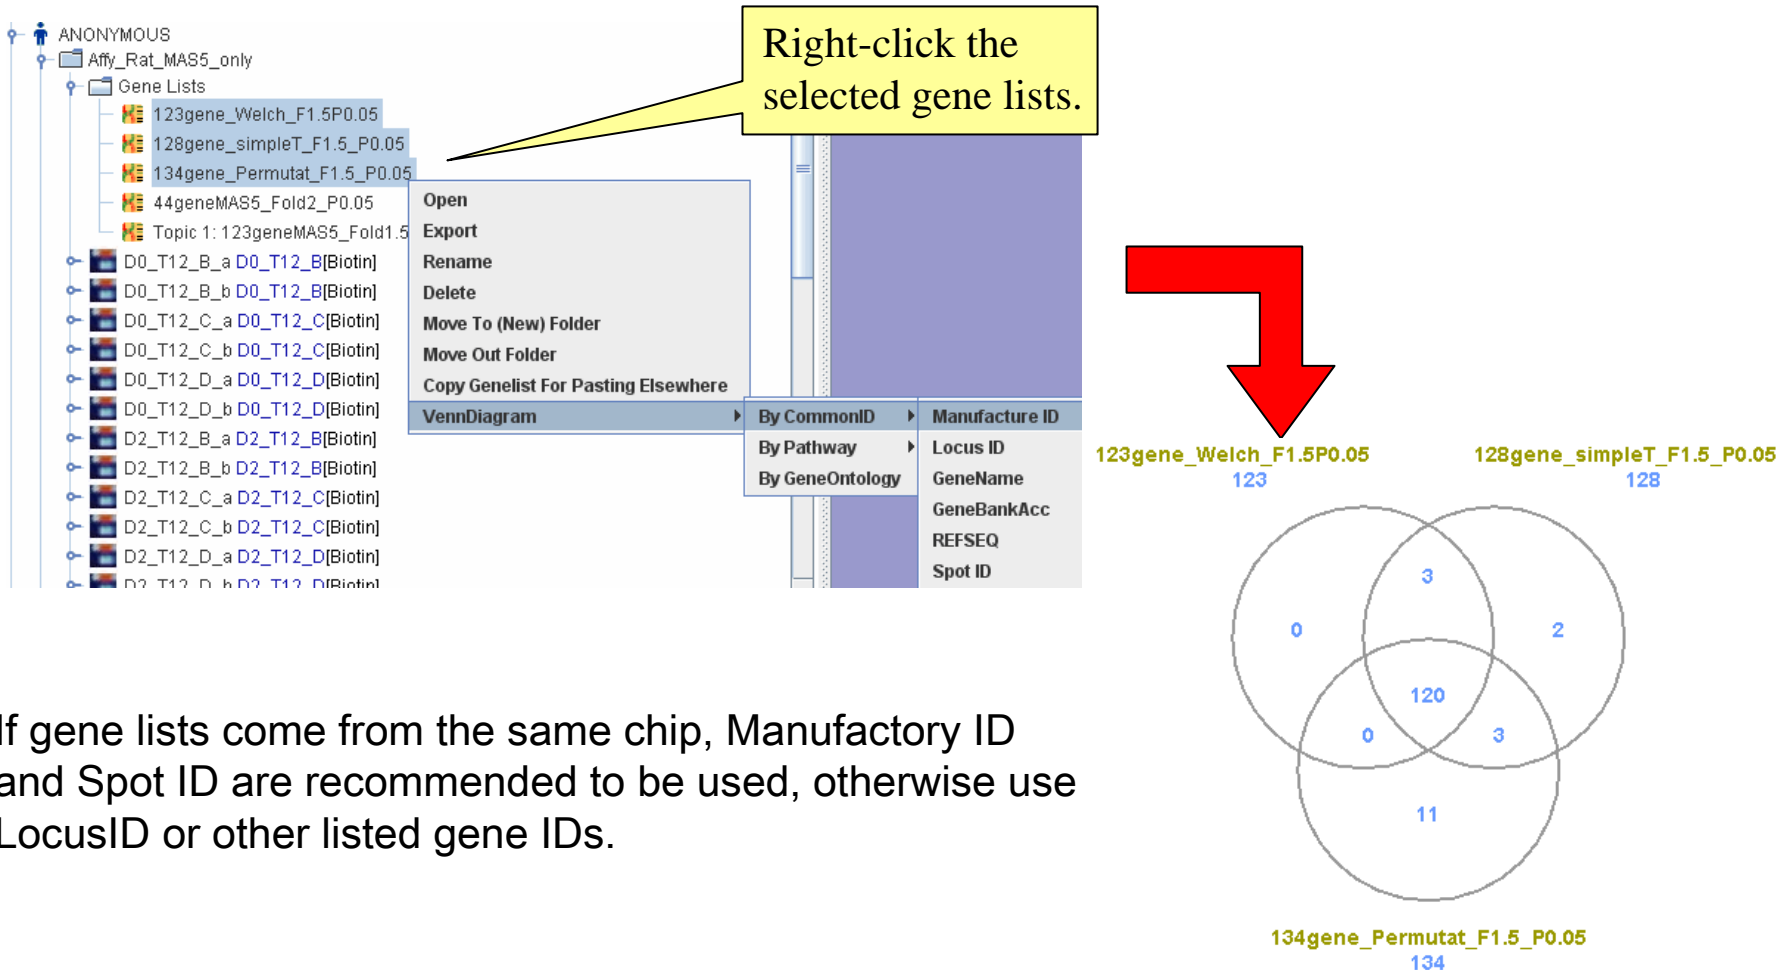 ANONYMOUS
Affy_Rat_MAS5_only
Gene Lists
123gene_Welch_F1.5P0.05
128gene_simpleT_F1.5_P0.05
134gene_Permutat_F1.5_P0.05
44geneMAS5_Fold2_P0.05
Topic 1: 123geneMAS5_Fold1.5
D0_T12_B_a D0_T12_B[Biotin]
D0_T12_B_b D0_T12_B[Biotin]
D0_T12_C_a D0_T12_C[Biotin]
D0_T12_C_b D0_T12_C[Biotin]
D0_T12_D_a D0_T12_D[Biotin]
D0_T12_D_b D0_T12_D[Biotin]
D2_T12_B_a D2_T12_B[Biotin]
D2_T12_B_b D2_T12_B[Biotin]
D2_T12_C_a D2_T12_C[Biotin]
D2_T12_C_b D2_T12_C[Biotin]
D2_T12_D_a D2_T12_D[Biotin]
D2_T12_D_b D2_T12_D[Biotin]
Right-click the
selected gene lists.
Open
Export
Rename
Delete
Move To (New) Folder
Move Out Folder
Copy Genelist For Pasting Elsewhere
VennDiagram
By CommonID
By Pathway
By GeneOntology
Manufacture ID
Locus ID
GeneName
GeneBankAcc
REFSEQ
Spot ID
123gene_Welch_F1.5P0.05
123
128gene_simpleT_F1.5_P0.05
128
3
0
2
120
0
3
11
134gene_Permutat_F1.5_P0.05
134
If gene lists come from the same chip, Manufactory ID
and Spot ID are recommended to be used, otherwise use
LocusID or other listed gene IDs.